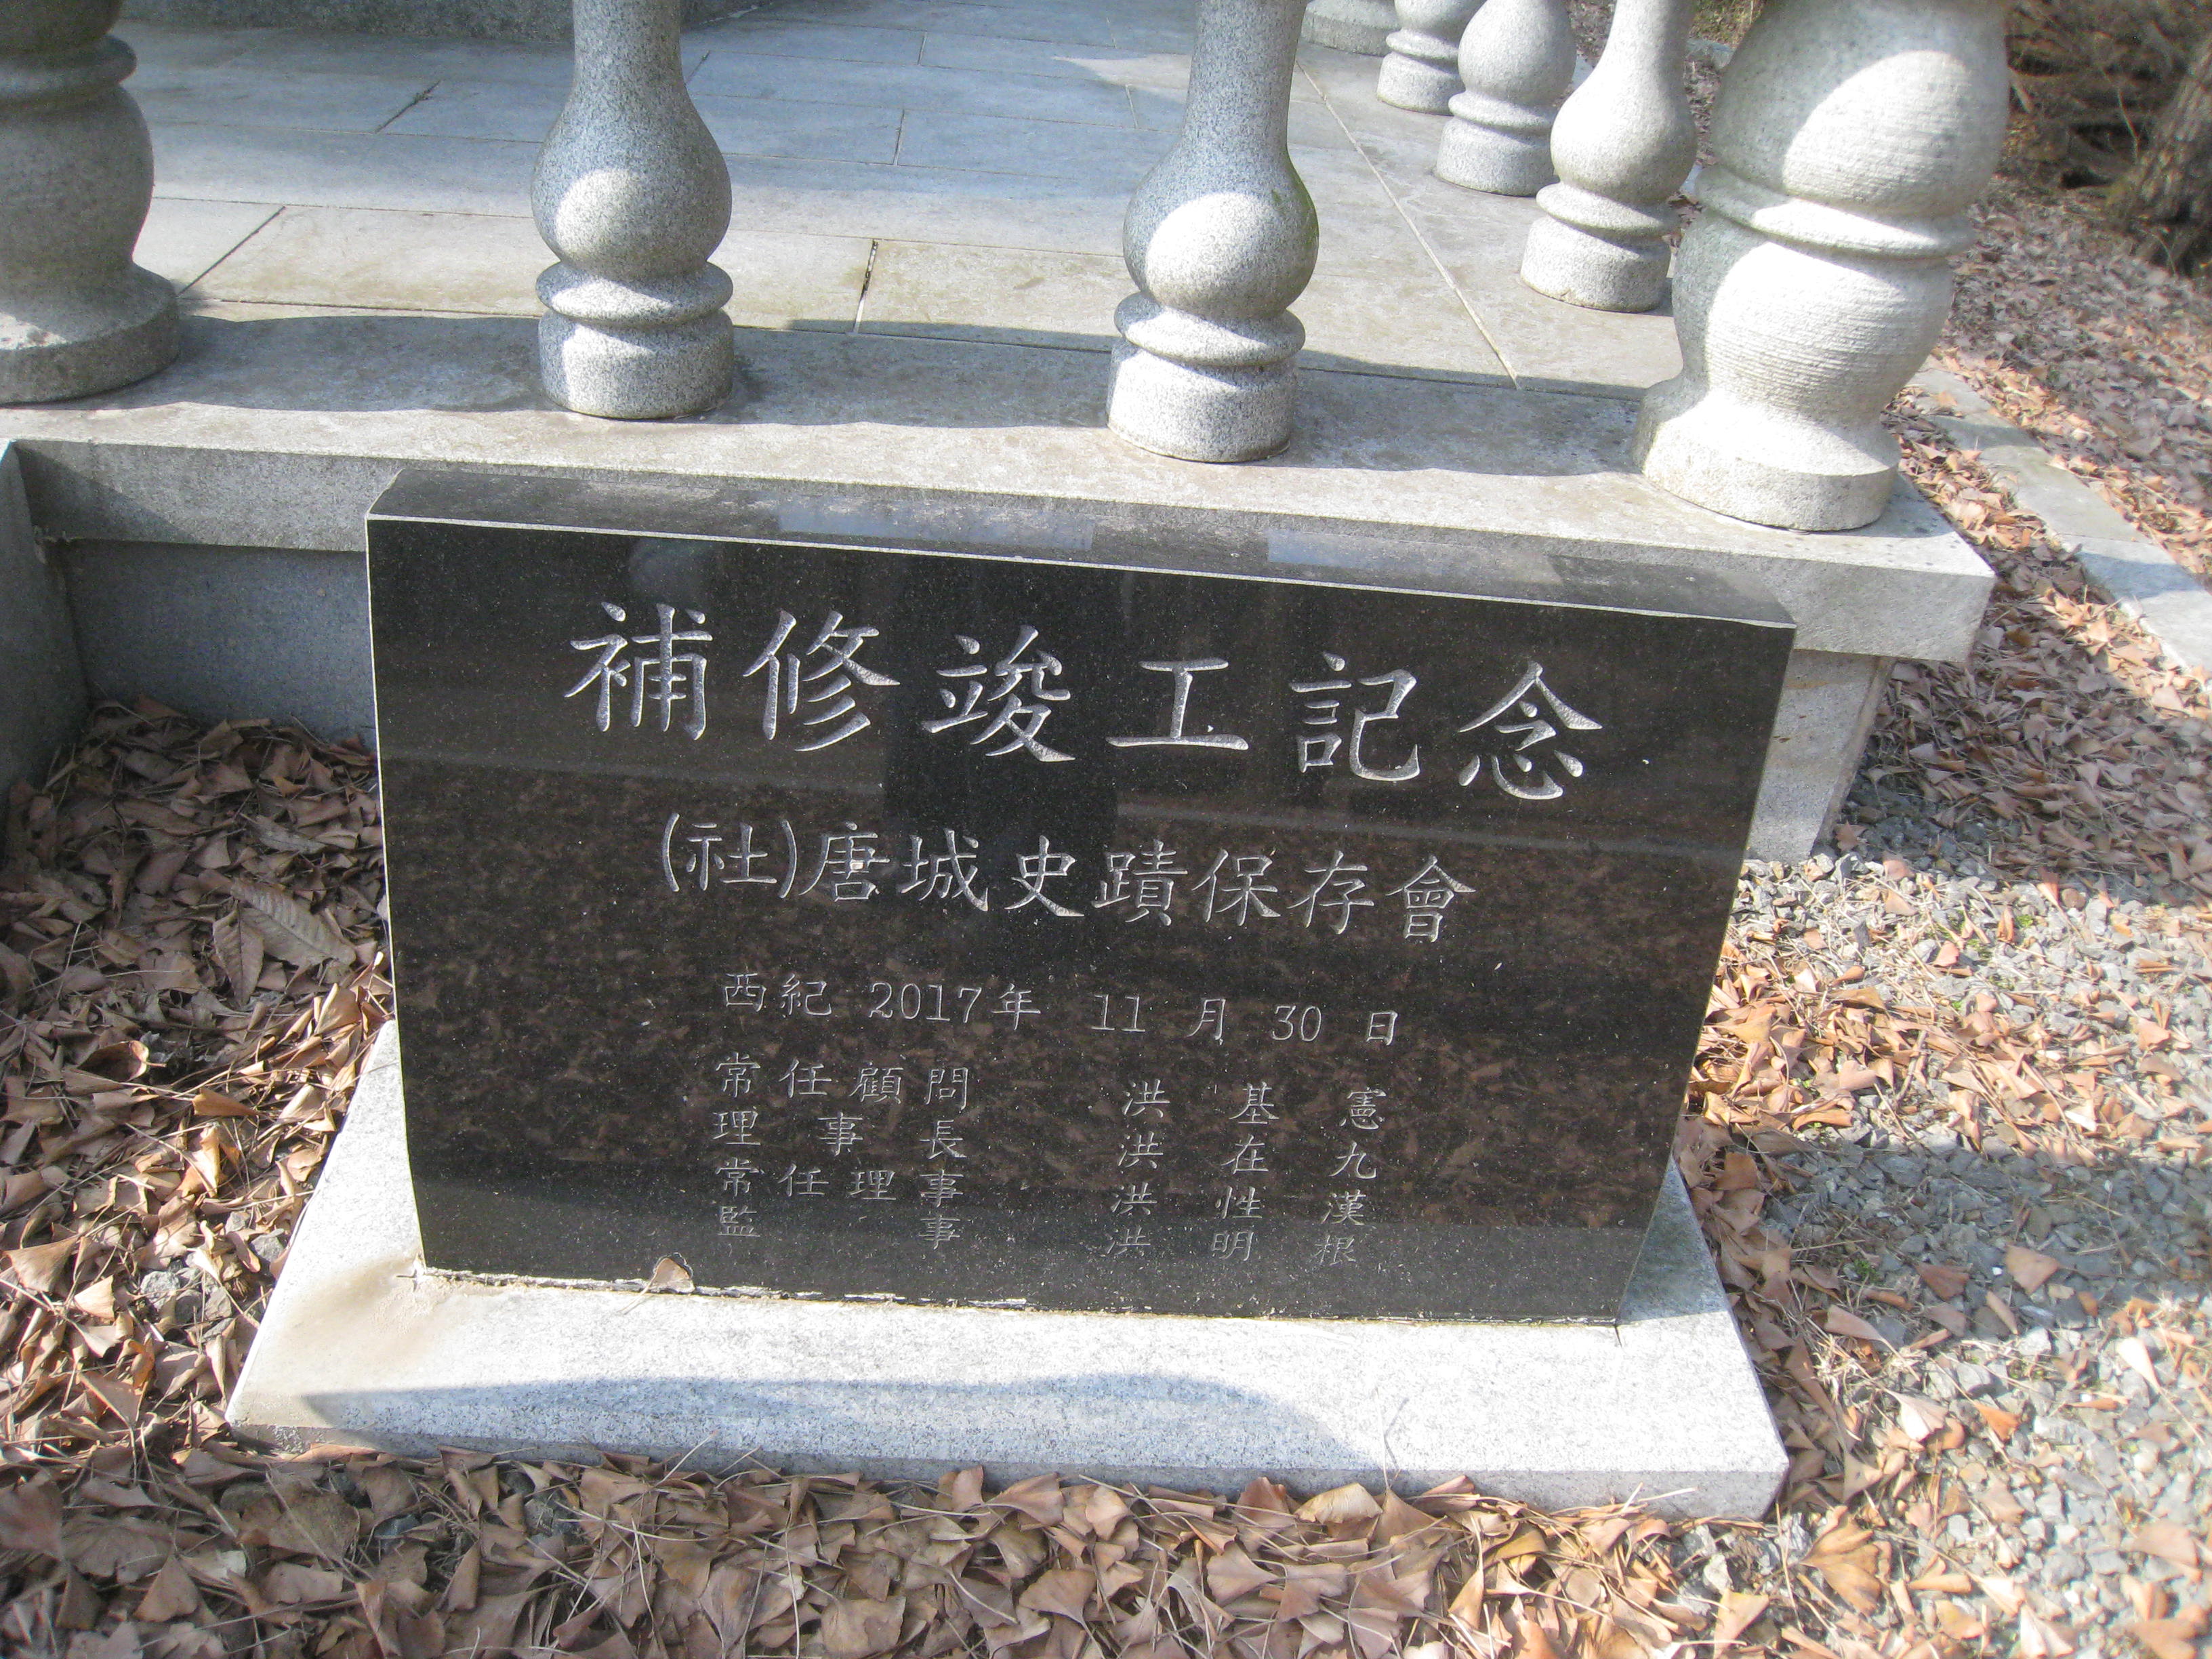 補修竣工記念
(社)唐城史蹟保存會
西紀 2017年 11月 30日
常任顧問 洪基憲
理事長 洪在九
常任理事 洪性漢
監事 洪明根